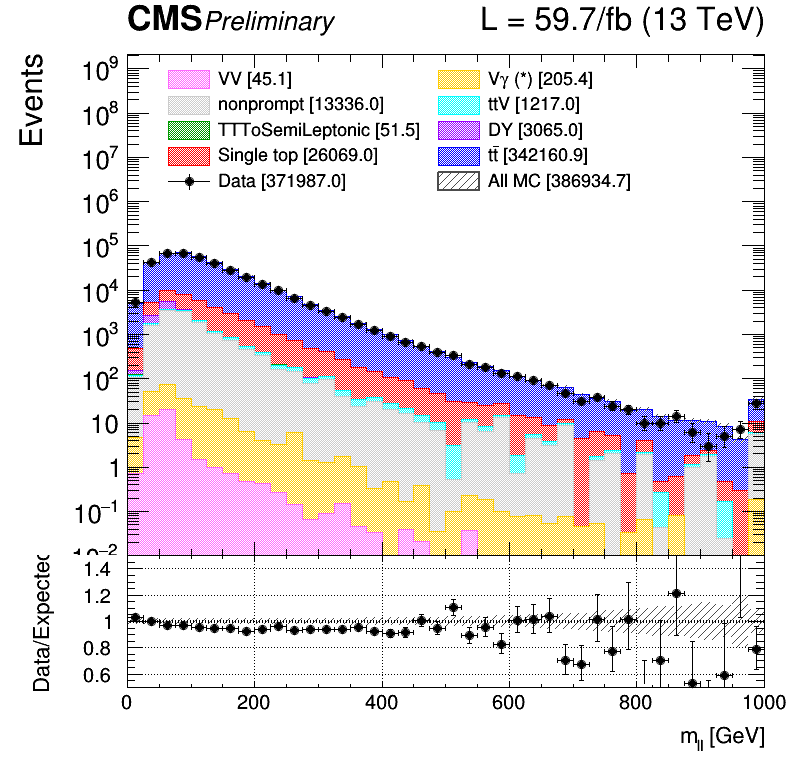 CMS Preliminary L = 59.7/fb (13 TeV)
Events
10⁹
10⁸
10⁷
10⁶
10⁵
10⁴
10³
10²
10
1
10⁻¹
10⁻²
VV [45.1] Vγ (*) [205.4]
nonprompt [13336.0] ttV [1217.0]
TTToSemiLeptonic [51.5] DY [3065.0]
Single top [26069.0] tt̄ [342160.9]
Data [371987.0] All MC [386934.7]
Data/Expected
1.4
1.2
1
0.8
0.6
0 200 400 600 800 1000
m_ll [GeV]